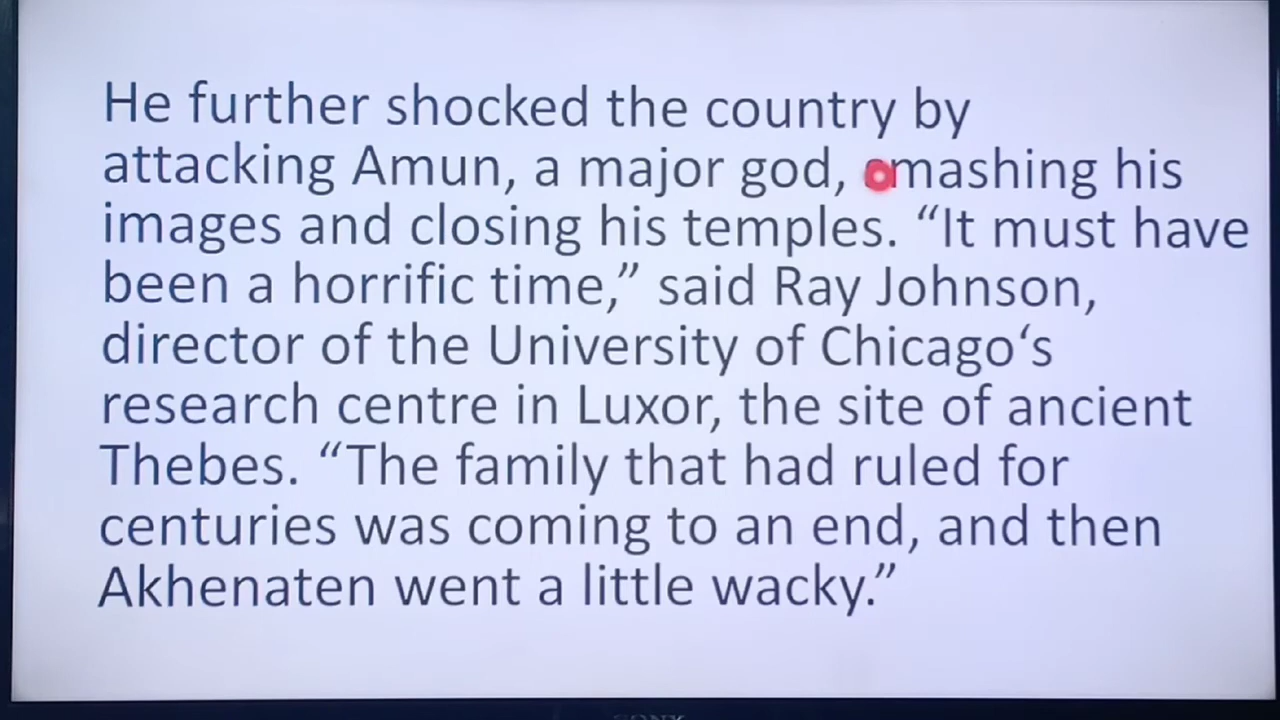 He further shocked the country by
attacking Amun, a major god, smashing his
images and closing his temples. “It must have
been a horrific time,” said Ray Johnson,
director of the University of Chicago‘s
research centre in Luxor, the site of ancient
Thebes. “The family that had ruled for
centuries was coming to an end, and then
Akhenaten went a little wacky.”
SONY